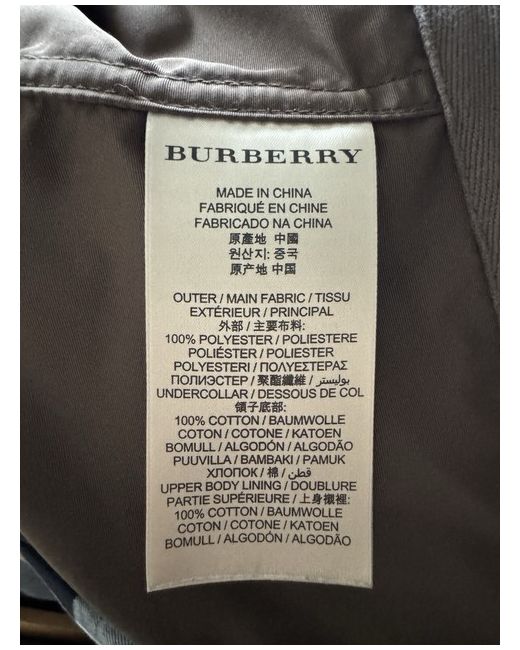 BURBERRY
MADE IN CHINA
FABRIQUÉ EN CHINE
FABRICADO NA CHINA
原產地 中國
원산지: 중국
原产地 中国
OUTER / MAIN FABRIC / TISSU
EXTÉRIEUR / PRINCIPAL
外部 / 主要布料:
100% POLYESTER / POLIESTERE
POLIÉSTER / POLIESTER
POLYESTERI / ΠΟΛΥΕΣΤΕΡΑΣ
ПОЛИЭСТЕР / 聚酯纖維 / بوليستر
UNDERCOLLAR / DESSOUS DE COL
領子底部:
100% COTTON / BAUMWOLLE
COTON / COTONE / KATOEN
BOMULL / ALGODÓN / ALGODÃO
PUUVILLA / BAMBAKI / PAMUK
ХЛОПОК / 棉 / قطن
UPPER BODY LINING / DOUBLURE
PARTIE SUPÉRIEURE / 上身襯裡:
100% COTTON / BAUMWOLLE
COTON / COTONE / KATOEN
BOMULL / ALGODÓN / ALGODÃO